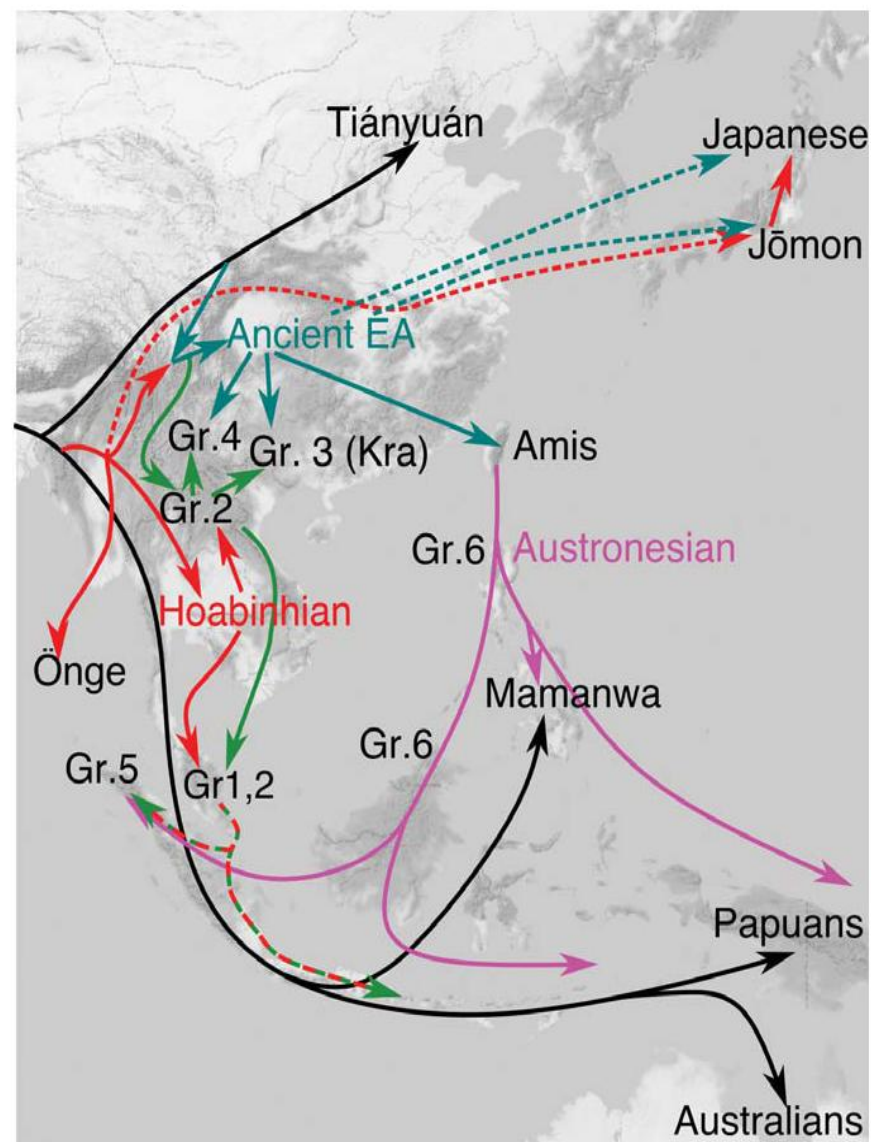 Tiányuán
Japanese
Jōmon
Ancient EA
Gr.4
Gr. 3 (Kra)
Amis
Gr.2
Gr.6
Austronesian
Hoabinhian
Önge
Mamanwa
Gr.6
Gr.5
Gr1,2
Papuans
Australians